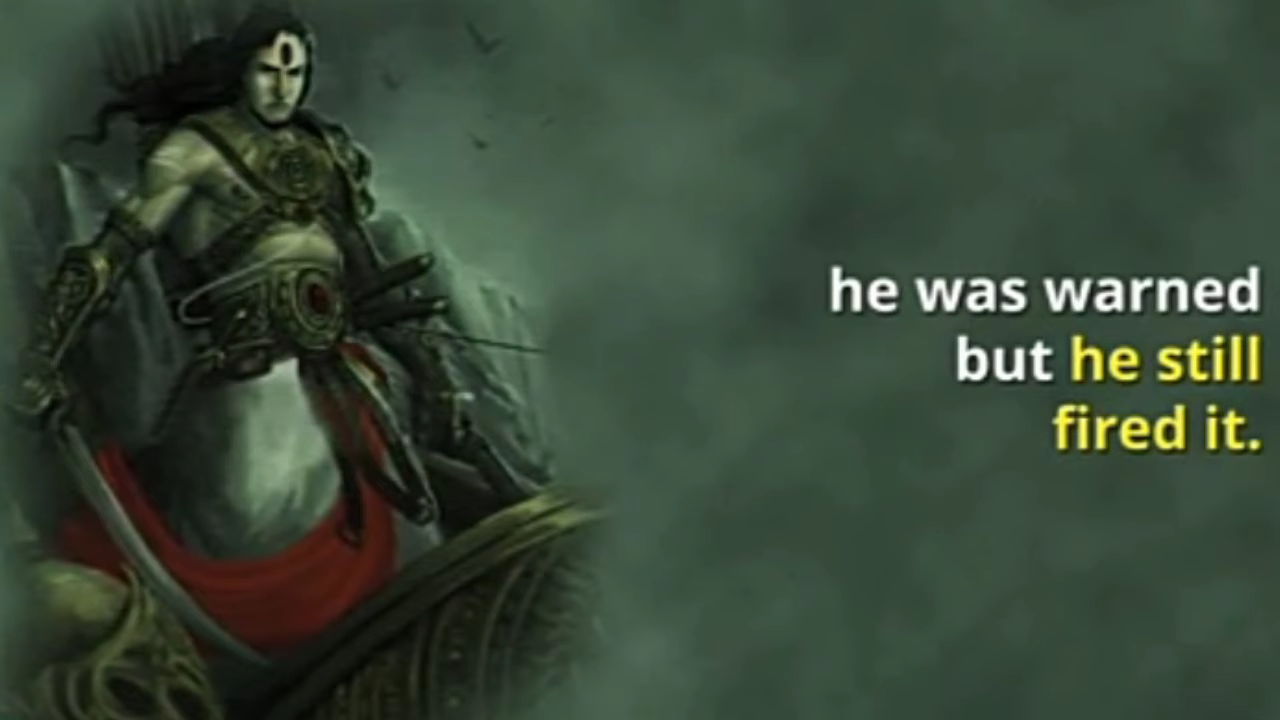 he was warned
but he still
fired it.